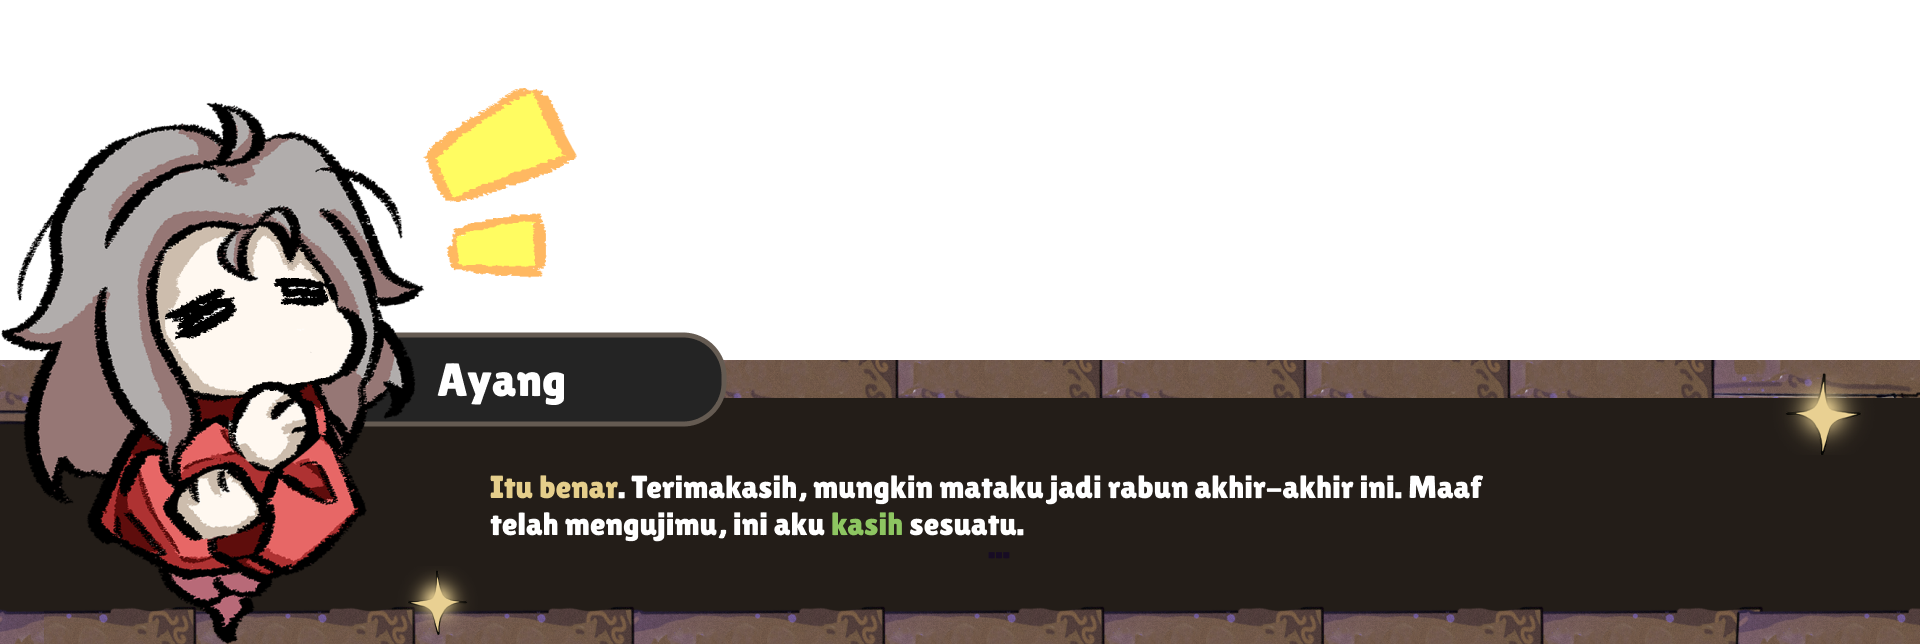 Ayang
Itu benar. Terimakasih, mungkin mataku jadi rabun akhir-akhir ini. Maaf
telah mengujimu, ini aku kasih sesuatu.